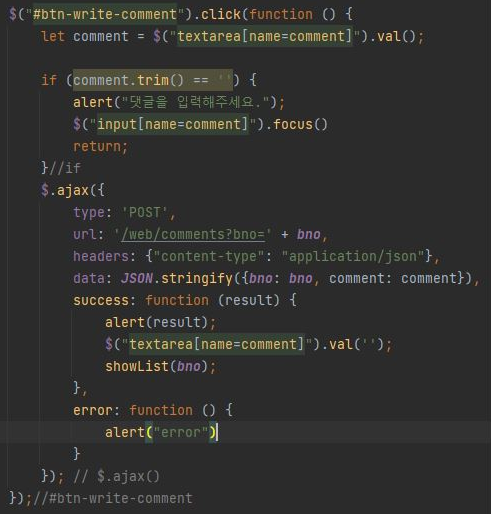 $("#btn-write-comment").click(function () {
    let comment = $("textarea[name=comment]").val();

    if (comment.trim() == '') {
        alert("댓글을 입력해주세요.");
        $("input[name=comment]").focus()
        return;
    }//if
    $.ajax({
        type: 'POST',
        url: '/web/comments?bno=' + bno,
        headers: {"content-type": "application/json"},
        data: JSON.stringify({bno: bno, comment: comment}),
        success: function (result) {
            alert(result);
            $("textarea[name=comment]").val('');
            showList(bno);
        },
        error: function () {
            alert("error")
        }
    }); // $.ajax()
});//#btn-write-comment